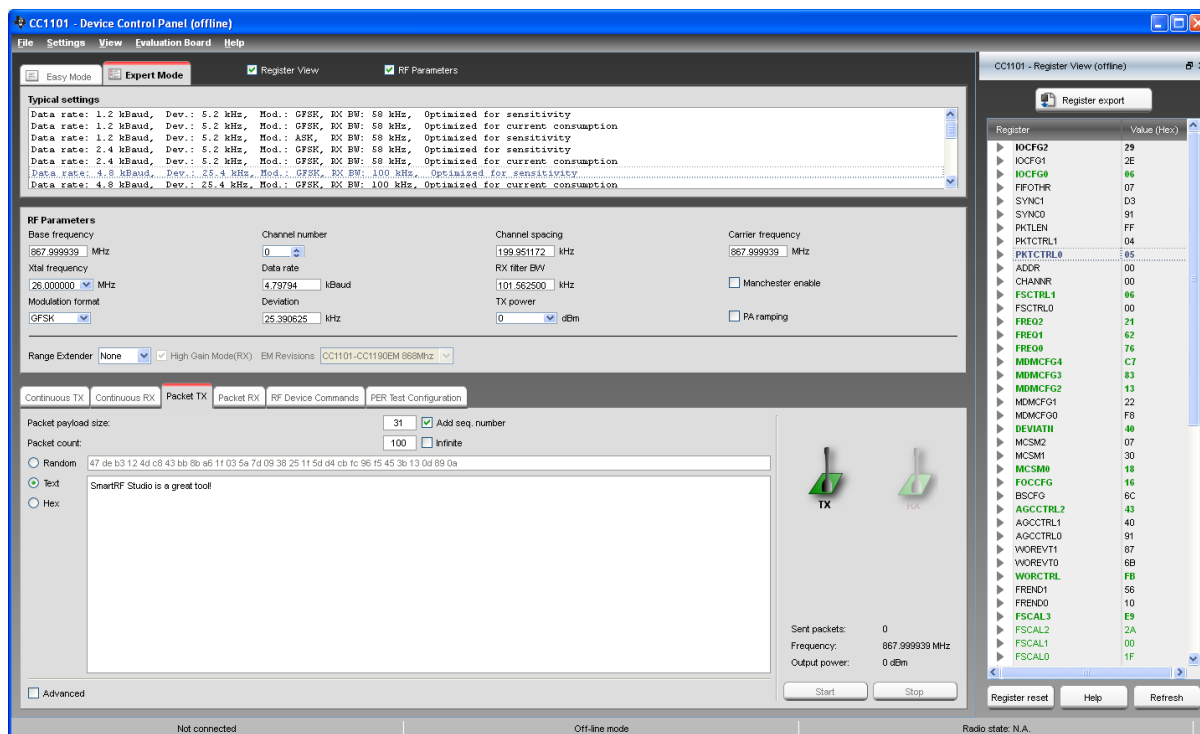 CC1101 - Device Control Panel (offline)
File Settings View Evaluation Board Help
Easy Mode Expert Mode Register View RF Parameters
Typical settings
Data rate: 1.2 kBaud, Dev.: 5.2 kHz, Mod.: GFSK, RX BW: 58 kHz, Optimized for sensitivity
Data rate: 1.2 kBaud, Dev.: 5.2 kHz, Mod.: GFSK, RX BW: 58 kHz, Optimized for current consumption
Data rate: 1.2 kBaud, Dev.: 5.2 kHz, Mod.: ASK, RX BW: 58 kHz, Optimized for sensitivity
Data rate: 2.4 kBaud, Dev.: 5.2 kHz, Mod.: GFSK, RX BW: 58 kHz, Optimized for sensitivity
Data rate: 2.4 kBaud, Dev.: 5.2 kHz, Mod.: GFSK, RX BW: 58 kHz, Optimized for current consumption
Data rate: 4.8 kBaud, Dev.: 25.4 kHz, Mod.: GFSK, RX BW: 100 kHz, Optimized for sensitivity
Data rate: 4.8 kBaud, Dev.: 25.4 kHz, Mod.: GFSK, RX BW: 100 kHz, Optimized for current consumption
RF Parameters
Base frequency Channel number Channel spacing Carrier frequency
867.999939 MHz 0 199.951172 kHz 867.999939 MHz
Xtal frequency Data rate RX filter BW
26.000000 MHz 4.79794 kBaud 101.562500 kHz Manchester enable
Modulation format Deviation TX power
GFSK 25.390625 kHz 0 dBm PA ramping
Range Extender None High Gain Mode(RX) EM Revisions CC1101-CC1190EM 868Mhz
Continuous TX Continuous RX Packet TX Packet RX RF Device Commands PER Test Configuration
Packet payload size: 31 Add seq. number
Packet count: 100 Infinite
Random 47 de b3 12 4d c8 43 bb 8b a6 1f 03 5a 7d 09 38 25 1f 5d d4 cb fc 96 f5 45 3b 13 0d 89 0a
Text SmartRF Studio is a great tool!
Hex
TX RX
Sent packets: 0
Frequency: 867.999939 MHz
Output power: 0 dBm
Advanced
Start Stop
Not connected Off-line mode Radio state: N.A.
CC1101 - Register View (offline)
Register export
Register Value (Hex)
IOCFG2 29
IOCFG1 2E
IOCFG0 06
FIFOTHR 07
SYNC1 D3
SYNC0 91
PKTLEN FF
PKTCTRL1 04
PKTCTRL0 05
ADDR 00
CHANNR 00
FSCTRL1 06
FSCTRL0 00
FREQ2 21
FREQ1 62
FREQ0 76
MDMCFG4 C7
MDMCFG3 83
MDMCFG2 13
MDMCFG1 22
MDMCFG0 F8
DEVIATN 40
MCSM2 07
MCSM1 30
MCSM0 18
FOCCFG 16
BSCFG 6C
AGCCTRL2 43
AGCCTRL1 40
AGCCTRL0 91
WOREVT1 87
WOREVT0 6B
WORCTRL FB
FREND1 56
FREND0 10
FSCAL3 E9
FSCAL2 2A
FSCAL1 00
FSCAL0 1F
Register reset Help Refresh